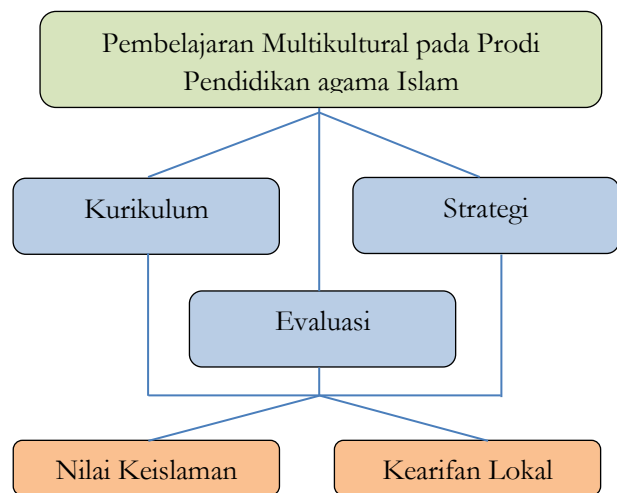 Pembelajaran Multikultural pada Prodi
Pendidikan agama Islam
Kurikulum
Strategi
Evaluasi
Nilai Keislaman
Kearifan Lokal